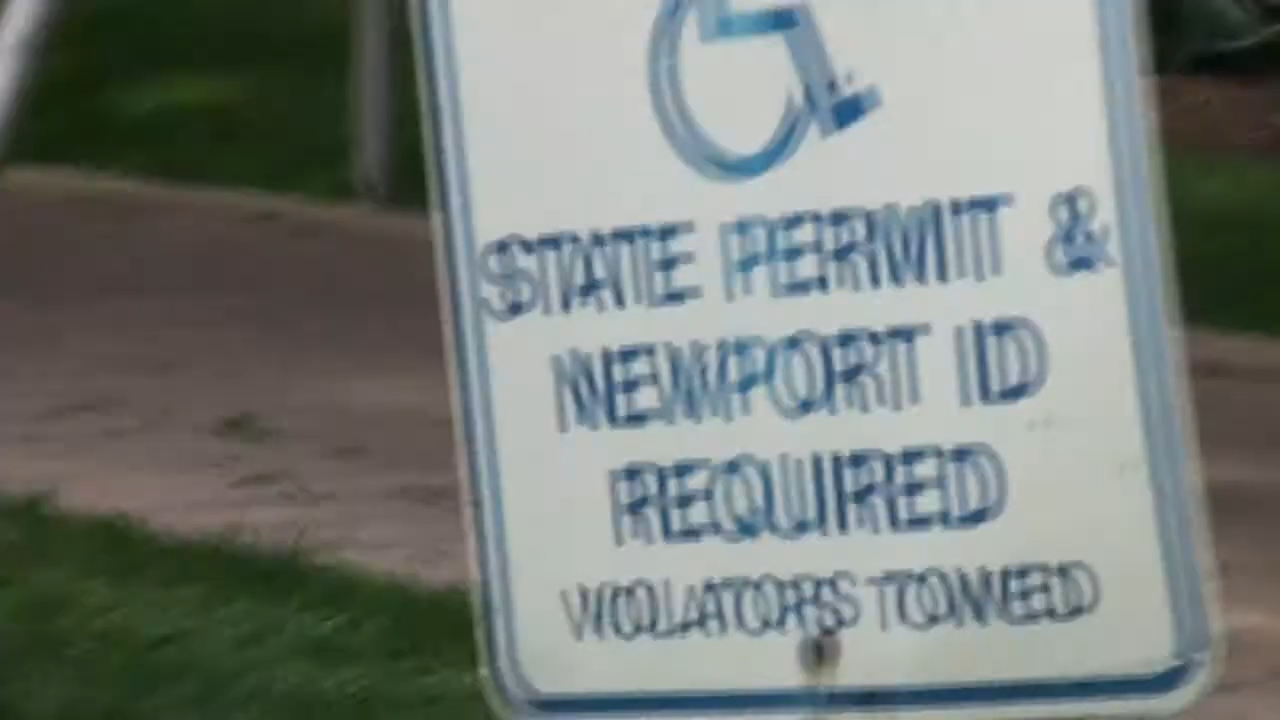 STATE PERMIT &
NEWPORT ID
REQUIRED
VIOLATORS TOWED